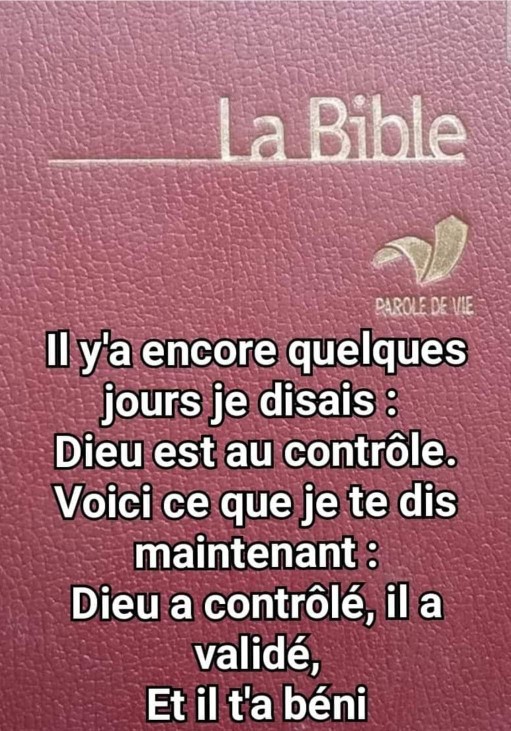 La Bible
PAROLE DE VIE
Il y'a encore quelques
jours je disais :
Dieu est au contrôle.
Voici ce que je te dis
maintenant :
Dieu a contrôlé, il a
validé,
Et il t'a béni